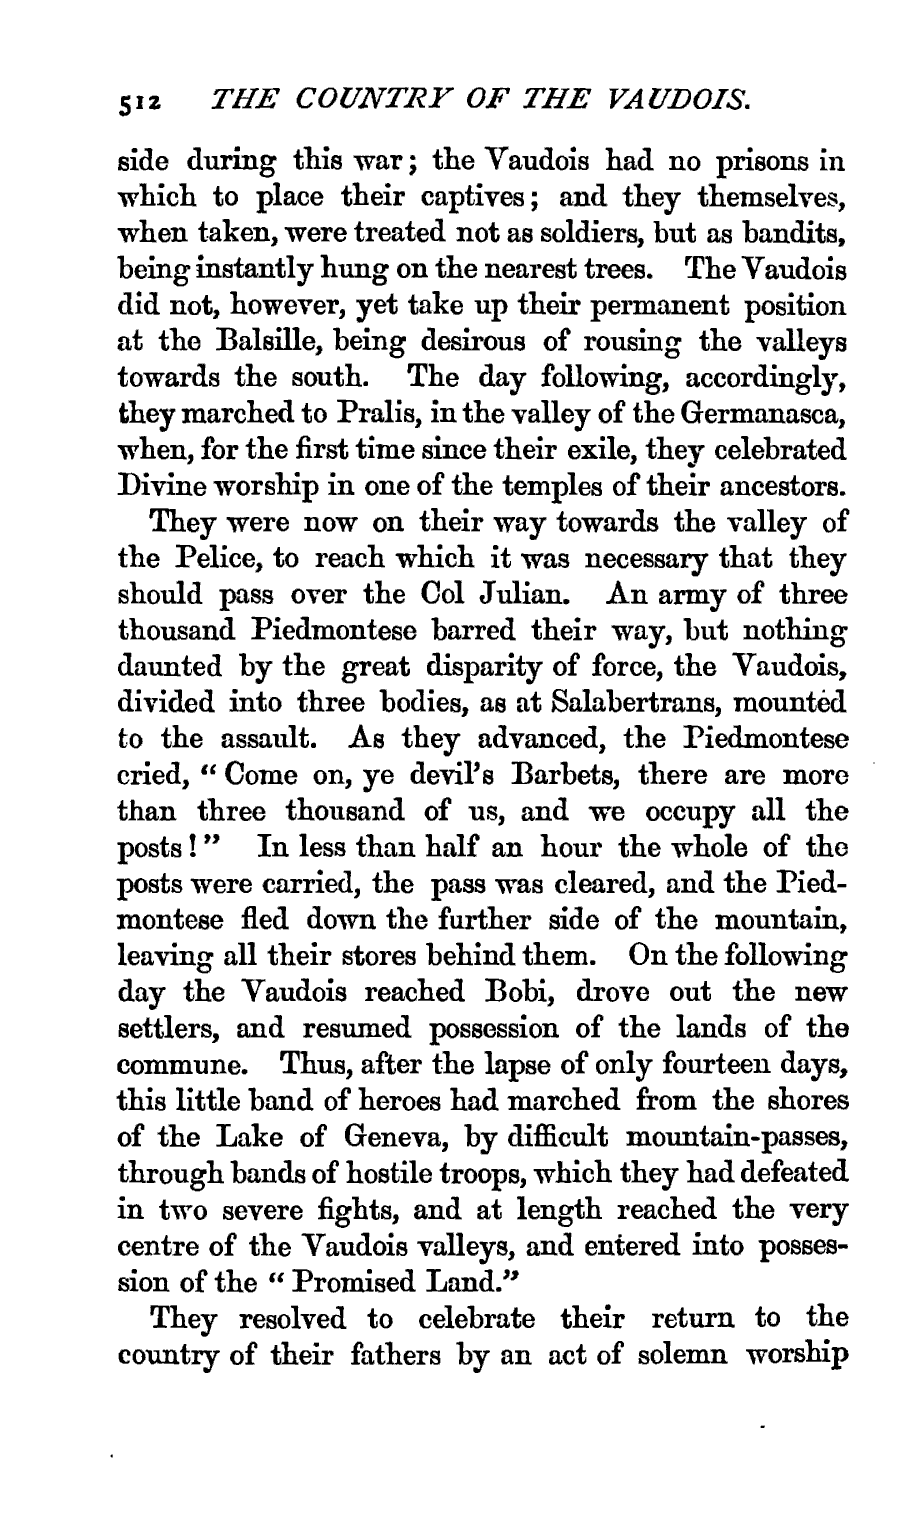 512 THE COUNTRY OF THE VAUDOIS.
side during this war; the Vaudois had no prisons in
which to place their captives; and they themselves,
when taken, were treated not as soldiers, but as bandits,
being instantly hung on the nearest trees. The Vaudois
did not, however, yet take up their permanent position
at the Balsille, being desirous of rousing the valleys
towards the south. The day following, accordingly,
they marched to Pralis, in the valley of the Germanasca,
when, for the first time since their exile, they celebrated
Divine worship in one of the temples of their ancestors.
They were now on their way towards the valley of
the Pelice, to reach which it was necessary that they
should pass over the Col Julian. An army of three
thousand Piedmontese barred their way, but nothing
daunted by the great disparity of force, the Vaudois,
divided into three bodies, as at Salabertrans, mounted
to the assault. As they advanced, the Piedmontese
cried, “ Come on, ye devil’s Barbets, there are more
than three thousand of us, and we occupy all the
posts ! ” In less than half an hour the whole of the
posts were carried, the pass was cleared, and the Pied-
montese fled down the further side of the mountain,
leaving all their stores behind them. On the following
day the Vaudois reached Bobi, drove out the new
settlers, and resumed possession of the lands of the
commune. Thus, after the lapse of only fourteen days,
this little band of heroes had marched from the shores
of the Lake of Geneva, by difficult mountain-passes,
through bands of hostile troops, which they had defeated
in two severe fights, and at length reached the very
centre of the Vaudois valleys, and entered into posses-
sion of the “ Promised Land.”
They resolved to celebrate their return to the
country of their fathers by an act of solemn worship